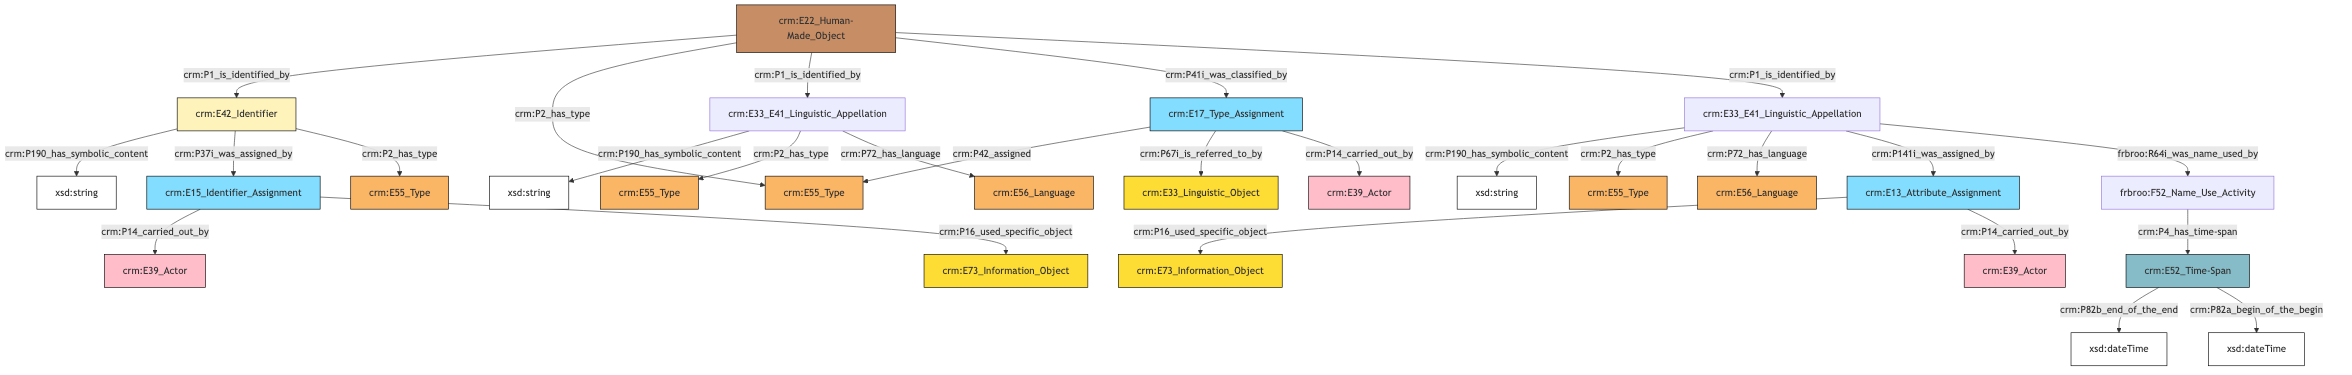 crm:E22_Human-
Made_Object
crm:P1_is_identified_by
crm:P1_is_identified_by
crm:P41i_was_classified_by
crm:P1_is_identified_by
crm:P2_has_type
crm:E42_Identifier
crm:E33_E41_Linguistic_Appellation
crm:E17_Type_Assignment
crm:E33_E41_Linguistic_Appellation
crm:P190_has_symbolic_content
crm:P37i_was_assigned_by
crm:P2_has_type
crm:P190_has_symbolic_content
crm:P2_has_type
crm:P72_has_language
crm:P42_assigned
crm:P67i_is_referred_to_by
crm:P14_carried_out_by
crm:P190_has_symbolic_content
crm:P2_has_type
crm:P72_has_language
crm:P141i_was_assigned_by
frbroo:R64i_was_name_used_by
xsd:string
crm:E15_Identifier_Assignment
crm:E55_Type
xsd:string
crm:E55_Type
crm:E55_Type
crm:E56_Language
crm:E33_Linguistic_Object
crm:E39_Actor
xsd:string
crm:E55_Type
crm:E56_Language
crm:E13_Attribute_Assignment
frbroo:F52_Name_Use_Activity
crm:P14_carried_out_by
crm:P16_used_specific_object
crm:P16_used_specific_object
crm:P14_carried_out_by
crm:P4_has_time-span
crm:E39_Actor
crm:E73_Information_Object
crm:E73_Information_Object
crm:E39_Actor
crm:E52_Time-Span
crm:P82b_end_of_the_end
crm:P82a_begin_of_the_begin
xsd:dateTime
xsd:dateTime